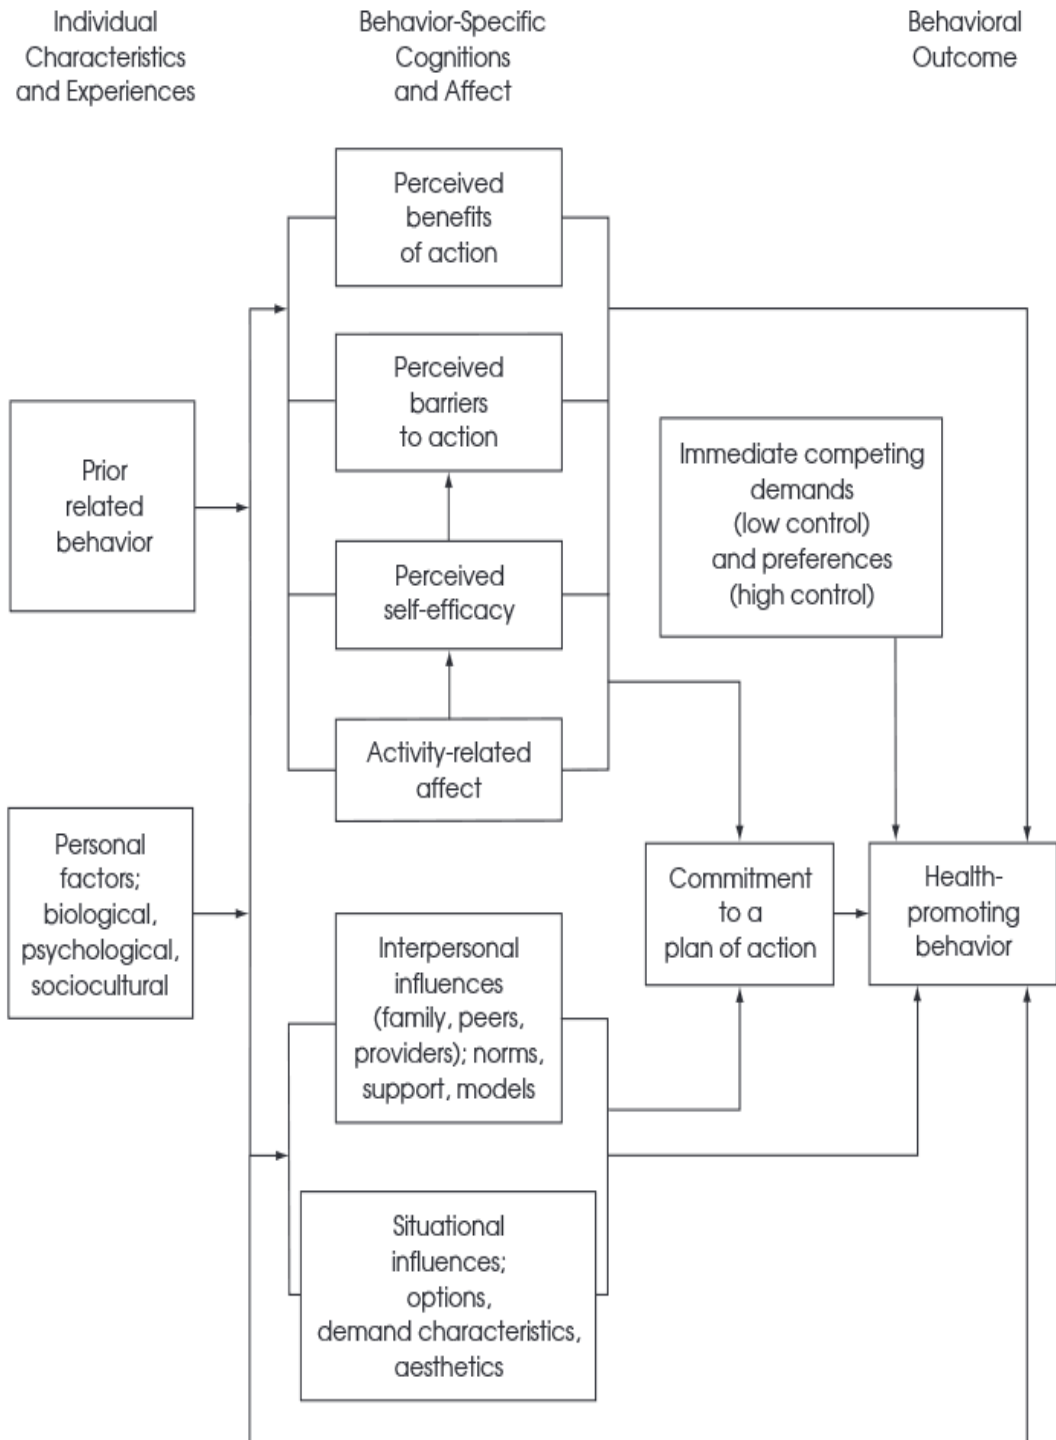 Individual
Characteristics
and Experiences
Behavior-Specific
Cognitions
and Affect
Behavioral
Outcome
Perceived
benefits
of action
Perceived
barriers
to action
Prior
related
behavior
Immediate competing
demands
(low control)
and preferences
(high control)
Perceived
self-efficacy
Activity-related
affect
Personal
factors;
biological,
psychological,
sociocultural
Commitment
to a
plan of action
Health-
promoting
behavior
Interpersonal
influences
(family, peers,
providers); norms,
support, models
Situational
influences;
options,
demand characteristics,
aesthetics